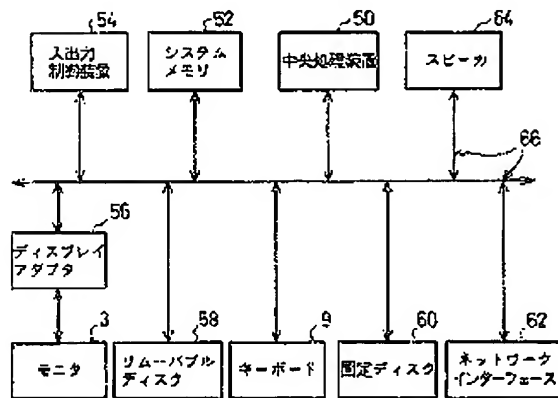 54
入出力
制御装置
52
システム
メモリ
50
中央処理装置
64
スピーカ
66
56
ディスプレイ
アダプタ
3
モニタ
58
リムーバブル
ディスク
9
キーボード
60
固定ディスク
62
ネットワーク
インターフェース